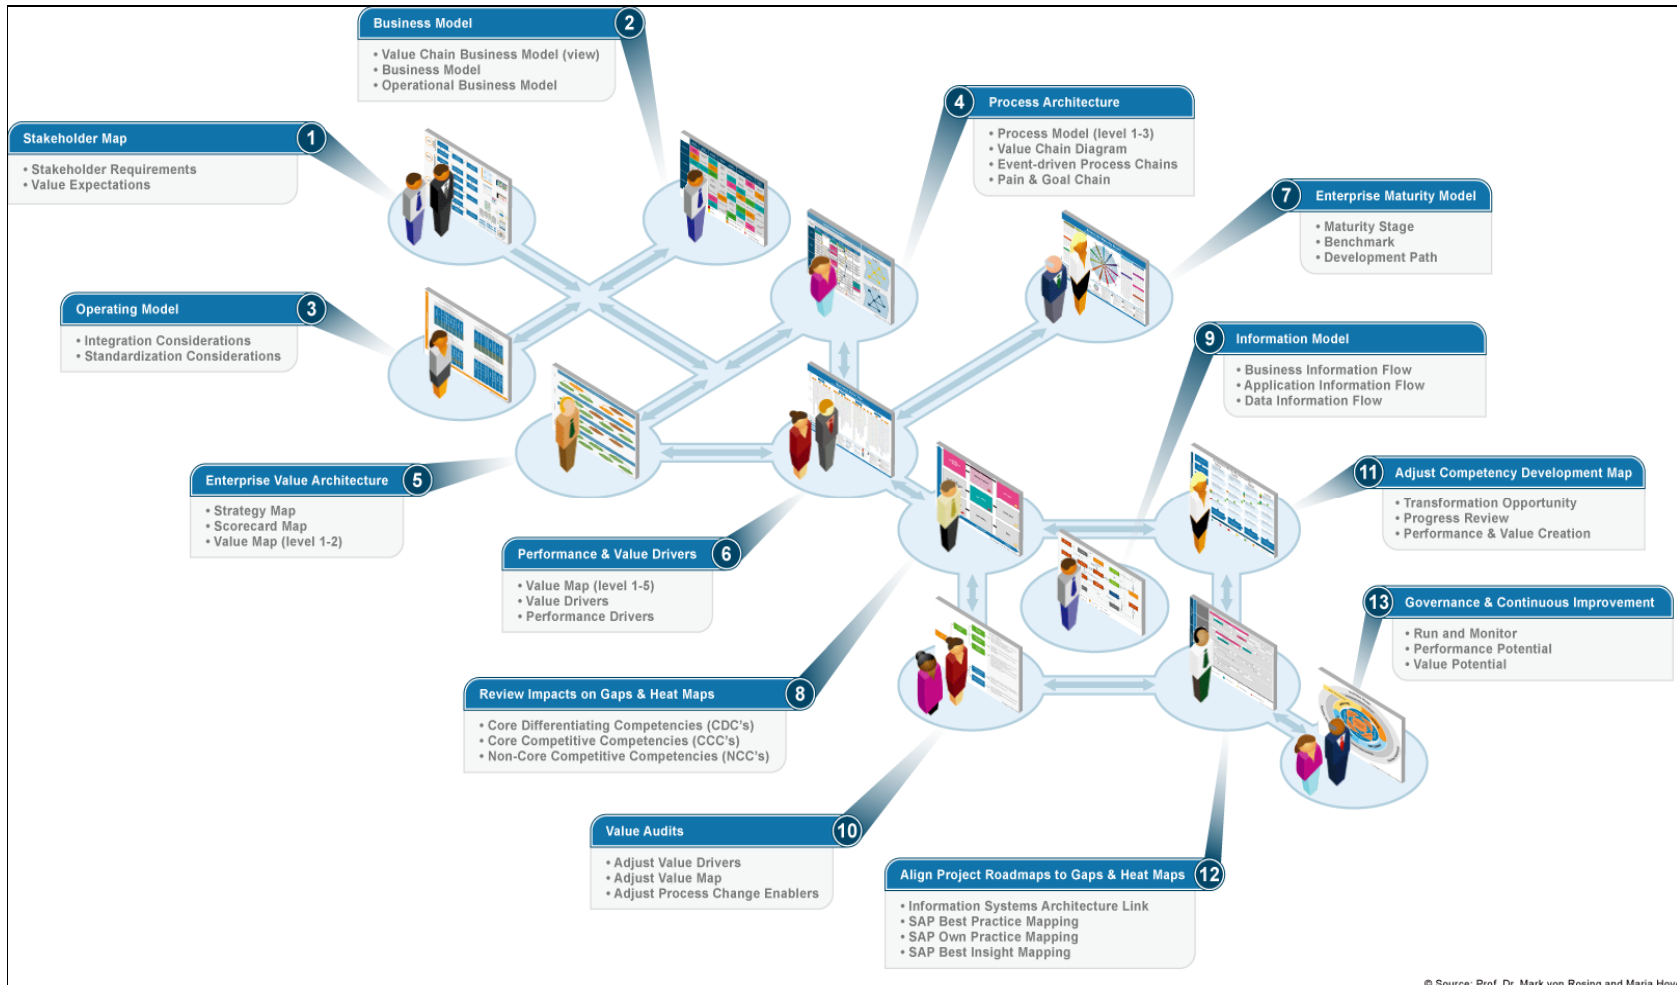 Stakeholder Map
1
• Stakeholder Requirements
• Value Expectations
Business Model
2
• Value Chain Business Model (view)
• Business Model
• Operational Business Model
Operating Model
3
• Integration Considerations
• Standardization Considerations
4
Process Architecture
• Process Model (level 1-3)
• Value Chain Diagram
• Event-driven Process Chains
• Pain & Goal Chain
Enterprise Value Architecture
5
• Strategy Map
• Scorecard Map
• Value Map (level 1-2)
Performance & Value Drivers
6
• Value Map (level 1-5)
• Value Drivers
• Performance Drivers
7
Enterprise Maturity Model
• Maturity Stage
• Benchmark
• Development Path
Review Impacts on Gaps & Heat Maps
8
• Core Differentiating Competencies (CDC's)
• Core Competitive Competencies (CCC's)
• Non-Core Competitive Competencies (NCC's)
9
Information Model
• Business Information Flow
• Application Information Flow
• Data Information Flow
Value Audits
10
• Adjust Value Drivers
• Adjust Value Map
• Adjust Process Change Enablers
11
Adjust Competency Development Map
• Transformation Opportunity
• Progress Review
• Performance & Value Creation
Align Project Roadmaps to Gaps & Heat Maps
12
• Information Systems Architecture Link
• SAP Best Practice Mapping
• SAP Own Practice Mapping
• SAP Best Insight Mapping
13
Governance & Continuous Improvement
• Run and Monitor
• Performance Potential
• Value Potential
© Source: Prof. Dr. Mark von Rosing and Maria